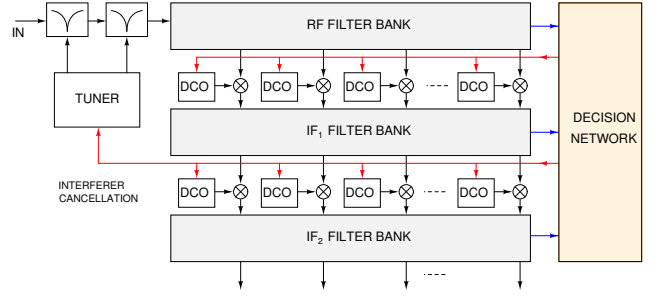 IN
RF FILTER BANK
DCO
DCO
DCO
DCO
TUNER
IF₁ FILTER BANK
DECISION
NETWORK
INTERFERER
CANCELLATION
DCO
DCO
DCO
DCO
IF₂ FILTER BANK